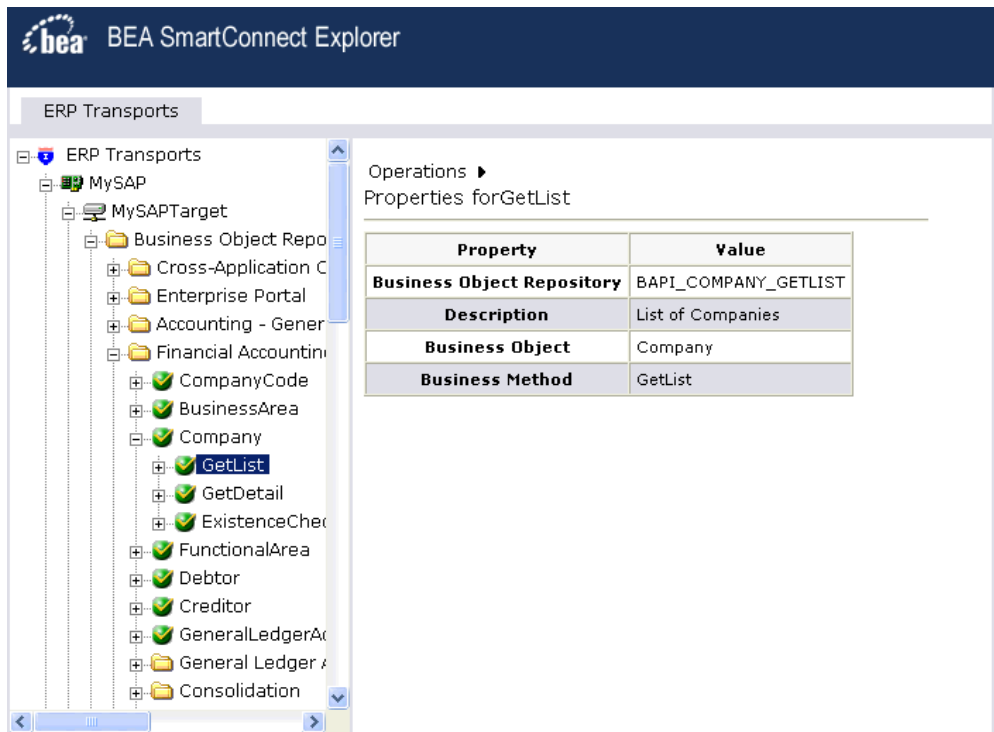 bea BEA SmartConnect Explorer
ERP Transports
ERP Transports
MySAP
MySAPTarget
Business Object Repo
Cross-Application C
Enterprise Portal
Accounting - Gener
Financial Accountin
CompanyCode
BusinessArea
Company
GetList
GetDetail
ExistenceChec
FunctionalArea
Debtor
Creditor
GeneralLedgerAc
General Ledger A
Consolidation
Operations
Properties forGetList
Property Value
Business Object Repository BAPI_COMPANY_GETLIST
Description List of Companies
Business Object Company
Business Method GetList